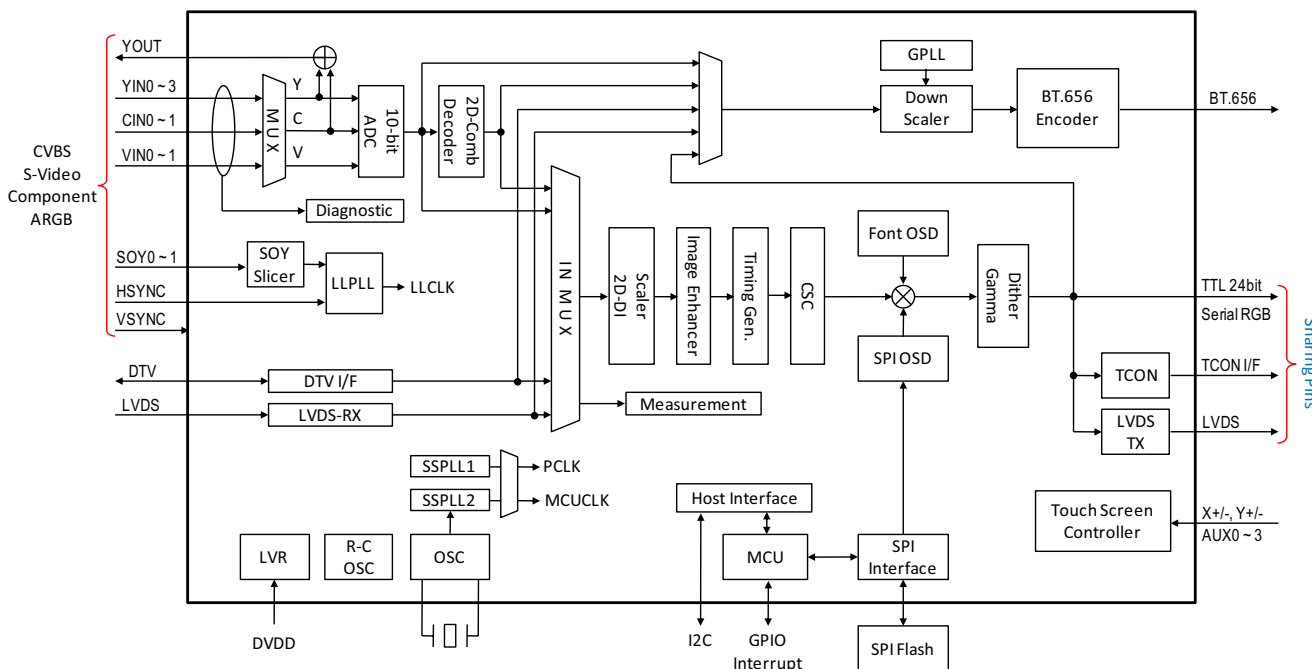 YOUT
YIN0 ~ 3
CIN0 ~ 1
VIN0 ~ 1
CVBS
S-Video
Component
ARGB
MUX
Y
C
V
10-bit
ADC
2D-Comb
Decoder
Diagnostic
SOY0 ~ 1
HSYNC
VSYNC
SOY
Slicer
LLPLL
LLCLK
DTV
LVDS
DTV I/F
LVDS-RX
IN MUX
Scaler
2D-DI
Image
Enhancer
Timing Gen.
CSC
Measurement
GPLL
Down
Scaler
BT.656
Encoder
BT.656
Font OSD
SPI OSD
Dither
Gamma
TTL 24bit
Serial RGB
TCON
TCON I/F
LVDS
TX
LVDS
Sharing Pins
SSPLL1
SSPLL2
PCLK
MCUCLK
LVR
R-C
OSC
OSC
DVDD
Host Interface
MCU
SPI
Interface
I2C
GPIO
Interrupt
SPI Flash
Touch Screen
Controller
X+/-, Y+/-
AUX0 ~ 3